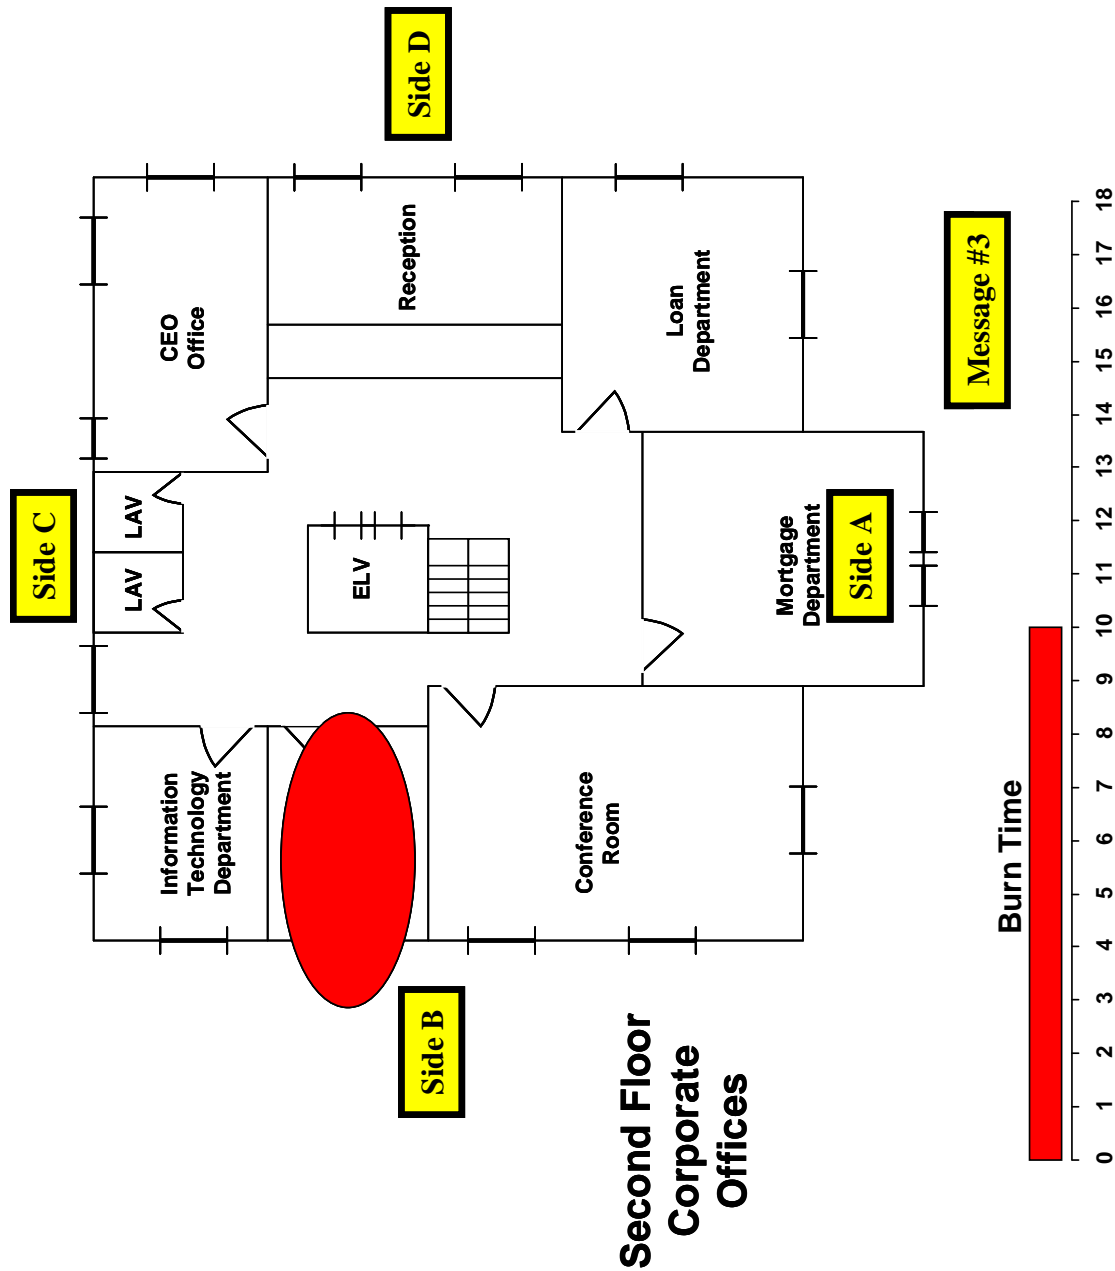 Side C
LAV
LAV
CEO
Office
Information
Technology
Department
ELV
Reception
Side B
Side D
Conference
Room
Mortgage
Department
Loan
Department
Side A
Second Floor
Corporate
Offices
Message #3
Burn Time
0 1 2 3 4 5 6 7 8 9 10 11 12 13 14 15 16 17 18